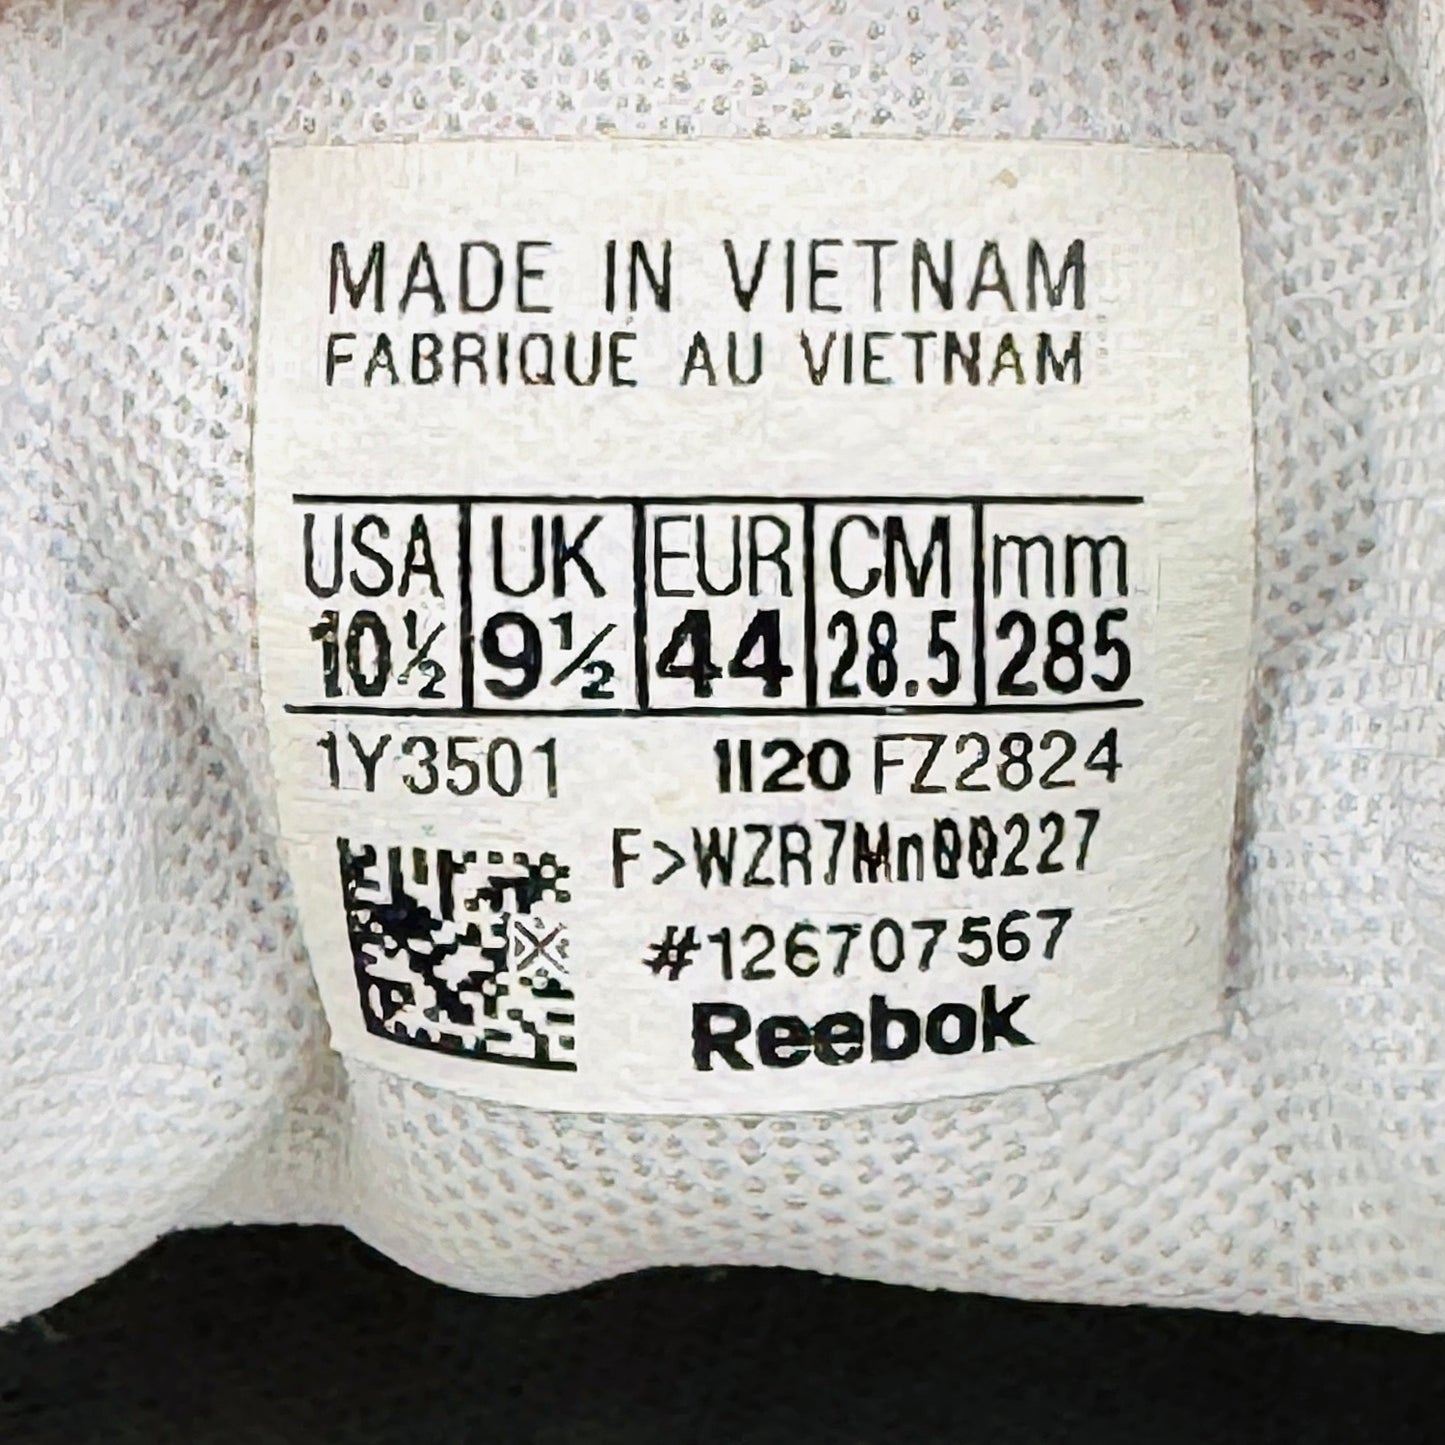 MADE IN VIETNAM
FABRIQUE AU VIETNAM
USA UK EUR CM mm
10½ 9½ 44 28.5 285
1Y3501 1120 FZ2824
F>WZR7Mn00227
#126707567
Reebok